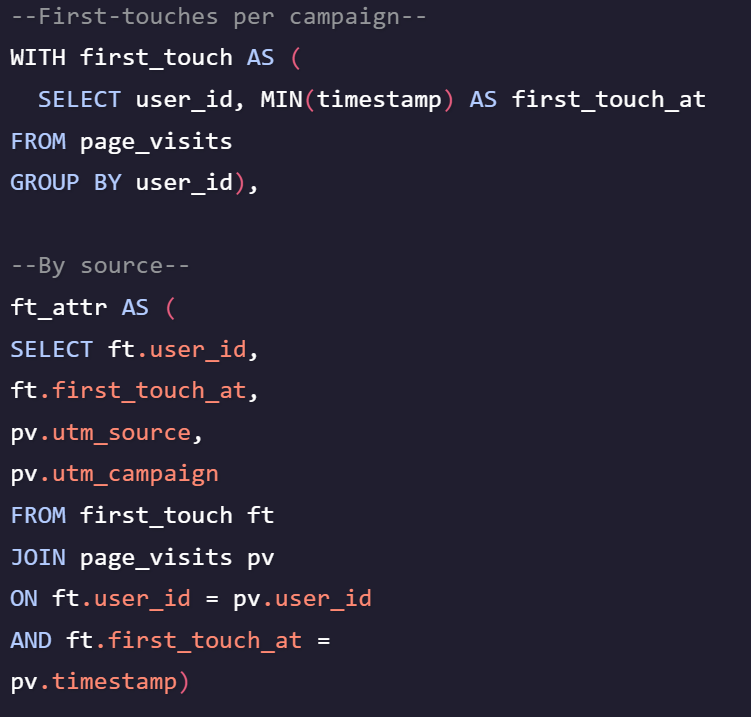 --First-touches per campaign--
WITH first_touch AS (
SELECT user_id, MIN(timestamp) AS first_touch_at
FROM page_visits
GROUP BY user_id),
--By source--
ft_attr AS (
SELECT ft.user_id,
ft.first_touch_at,
pv.utm_source,
pv.utm_campaign
FROM first_touch ft
JOIN page_visits pv
ON ft.user_id = pv.user_id
AND ft.first_touch_at =
pv.timestamp)